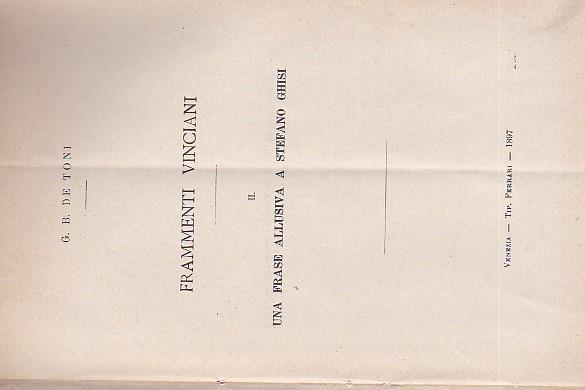 G. B. DE TONI
FRAMMENTI VINCIANI
II.
UNA FRASE ALLUSIVA A STEFANO GHISI
VENEZIA — TIP. FERRARI — 1897